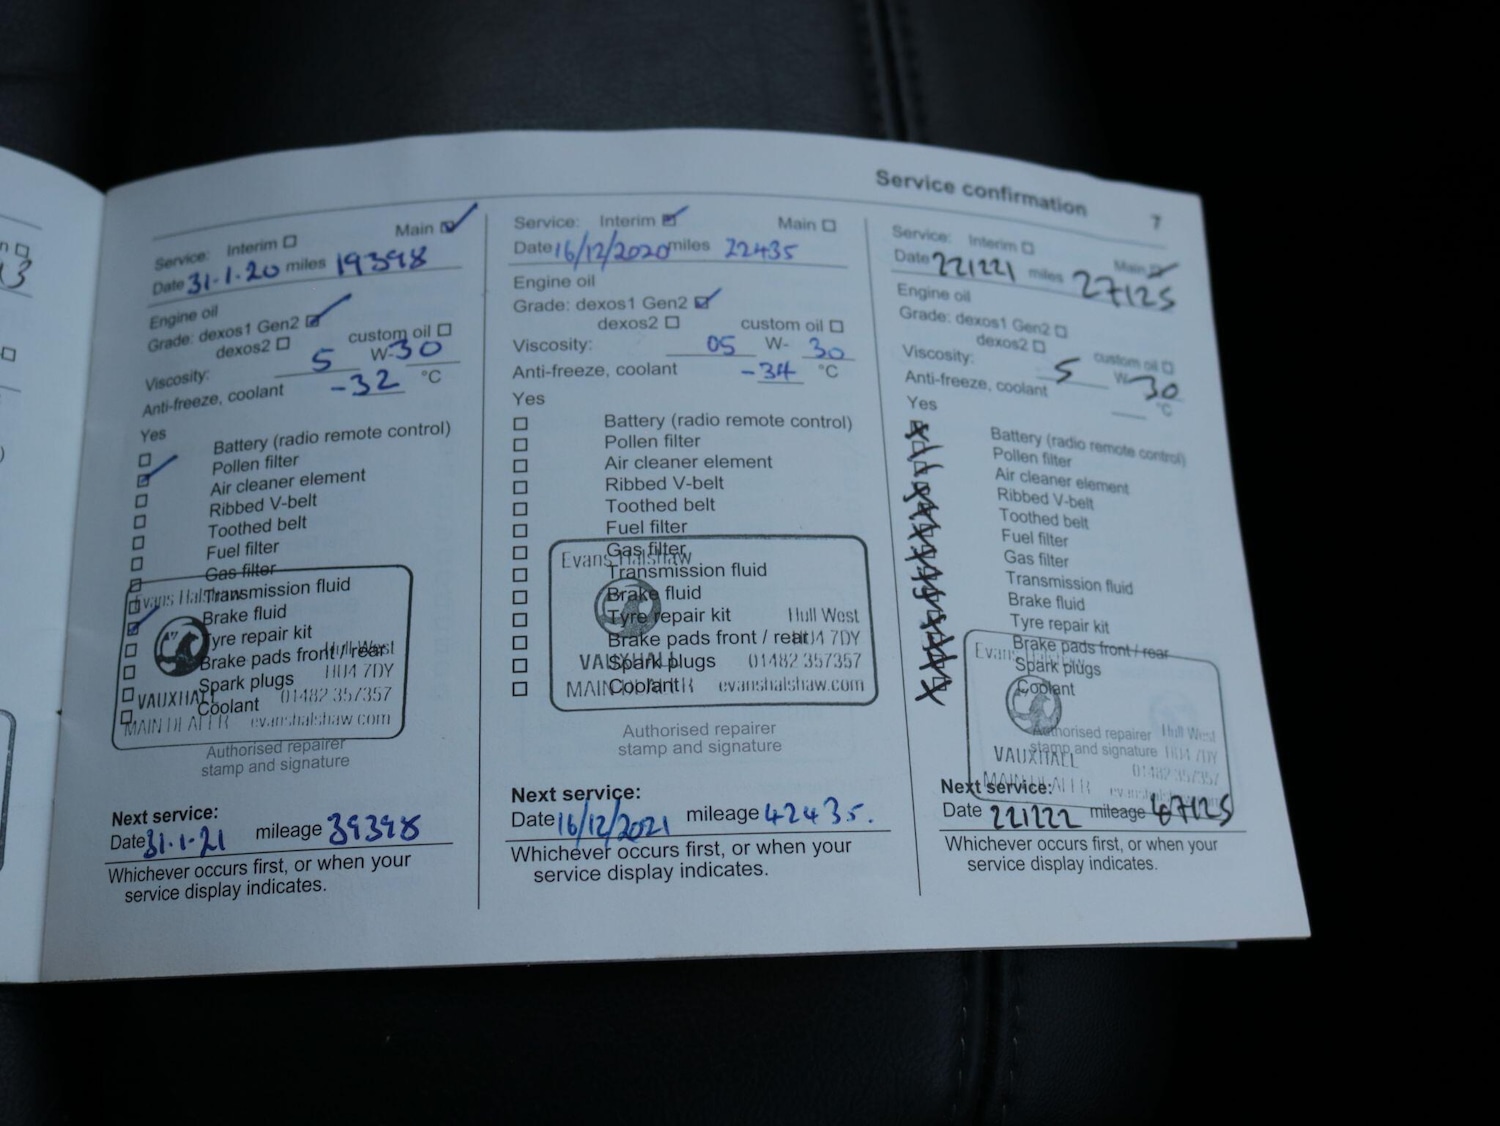 Service confirmation 7
n
13
)
Service: Interim Main
Date 31.1.20 miles 19398
Engine oil
Grade: dexos1 Gen2
dexos2 custom oil
Viscosity: 5 W-30
Anti-freeze, coolant -32 °C
Yes
Battery (radio remote control)
Pollen filter
Air cleaner element
Ribbed V-belt
Toothed belt
Fuel filter
Gas filter
Transmission fluid
Brake fluid
Tyre repair kit
Brake pads front / rear
Spark plugs
Coolant
Evans Halshaw
Hull West
HU4 7DY
VAUXHALL 01482 357357
MAIN DEALER evanshalshaw.com
Authorised repairer
stamp and signature
Next service:
Date 31.1.21 mileage 39398
Whichever occurs first, or when your
service display indicates.
Service: Interim Main
Date 16/12/2020 miles 22435
Engine oil
Grade: dexos1 Gen2
dexos2 custom oil
Viscosity: 05 W- 30
Anti-freeze, coolant -34 °C
Yes
Battery (radio remote control)
Pollen filter
Air cleaner element
Ribbed V-belt
Toothed belt
Fuel filter
Gas filter
Transmission fluid
Brake fluid
Tyre repair kit
Brake pads front / rear
Spark plugs
Coolant
Evans Halshaw
Hull West
HU4 7DY
VAUXHALL 01482 357357
MAIN DEALER evanshalshaw.com
Authorised repairer
stamp and signature
Next service:
Date 16/12/2021 mileage 42435.
Whichever occurs first, or when your
service display indicates.
Service: Interim Main
Date 221221 miles 27125
Engine oil
Grade: dexos1 Gen2
dexos2 custom oil
Viscosity: 5 W-30
Anti-freeze, coolant °C
Yes
Battery (radio remote control)
Pollen filter
Air cleaner element
Ribbed V-belt
Toothed belt
Fuel filter
Gas filter
Transmission fluid
Brake fluid
Tyre repair kit
Brake pads front / rear
Spark plugs
Coolant
Evans Halshaw
Hull West
HU4 7DY
VAUXHALL 01482 357357
MAIN DEALER
Authorised repairer
stamp and signature
Next service:
Date 221222 mileage 47125
Whichever occurs first, or when your
service display indicates.